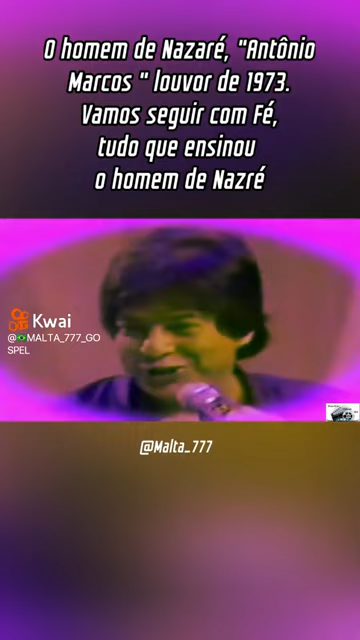 O homem de Nazaré, "Antônio
Marcos " louvor de 1973.
Vamos seguir com Fé,
tudo que ensinou
o homem de Nazré
Kwai
@🇧🇷MALTA_777_GO
SPEL
@Malta_777